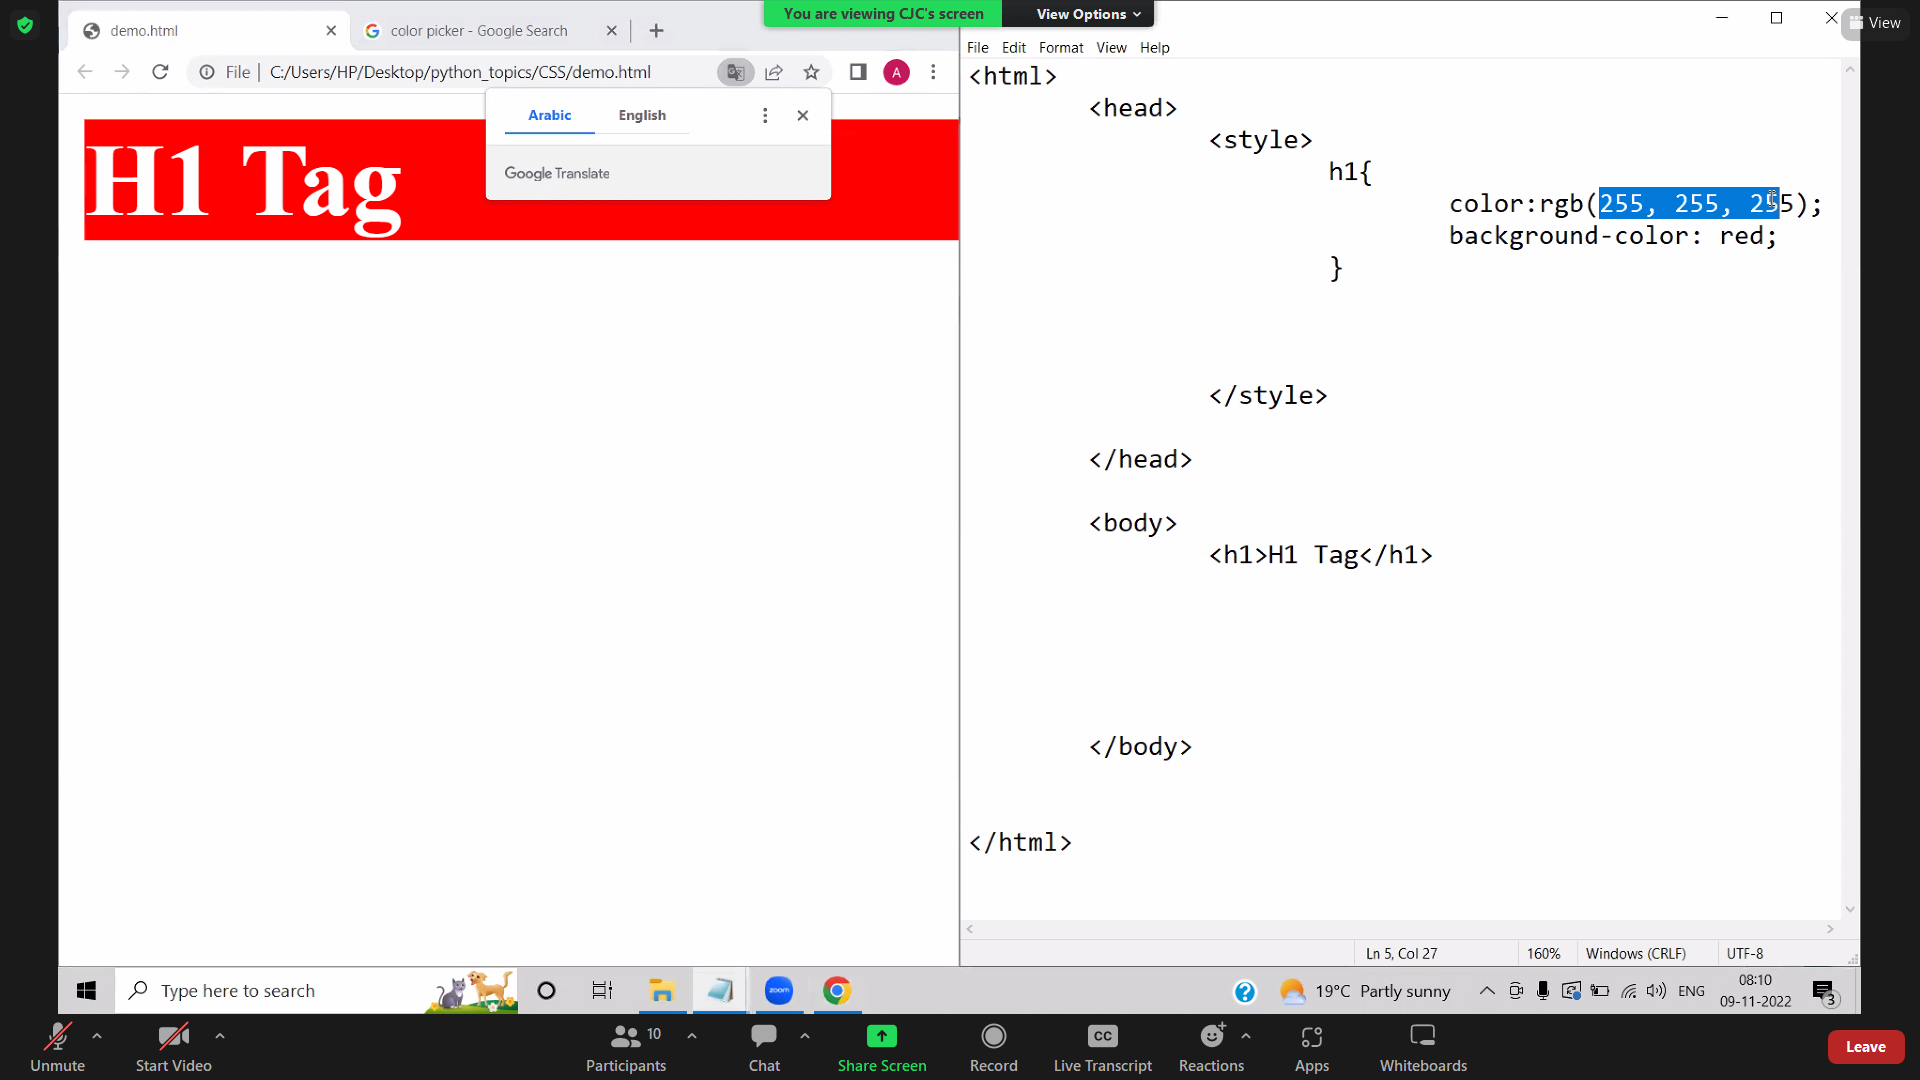 You are viewing CJC's screen
View Options
View
demo.html
color picker - Google Search
File
C:/Users/HP/Desktop/python_topics/CSS/demo.html
A
Arabic
English
Google Translate
H1 Tag
File Edit Format View Help
<html>
<head>
<style>
h1{
color:rgb(255, 255, 255);
background-color: red;
}
</style>
</head>
<body>
<h1>H1 Tag</h1>
</body>
</html>
Ln 5, Col 27
160%
Windows (CRLF)
UTF-8
Type here to search
zoom
19°C Partly sunny
ENG
08:10
09-11-2022
3
Unmute
Start Video
10
Participants
Chat
Share Screen
Record
CC
Live Transcript
Reactions
Apps
Whiteboards
Leave